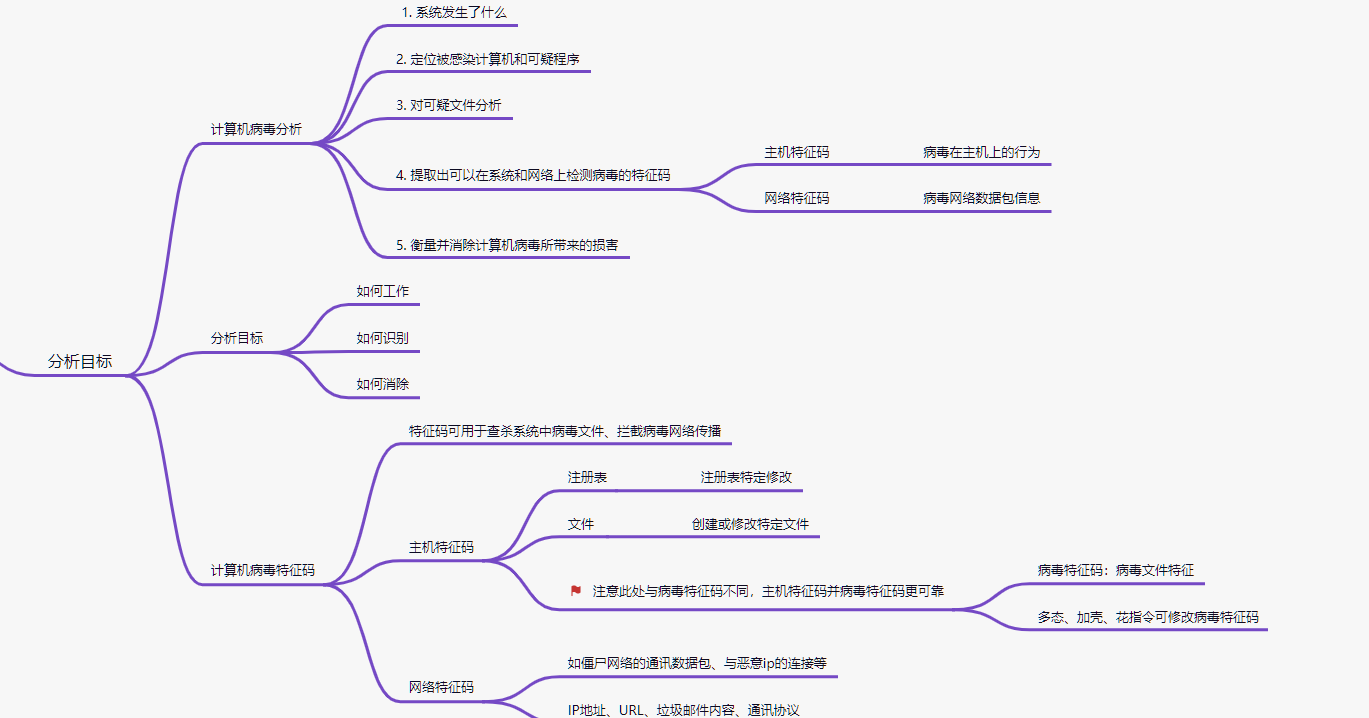 1. 系统发生了什么
2. 定位被感染计算机和可疑程序
3. 对可疑文件分析
计算机病毒分析
主机特征码
病毒在主机上的行为
4. 提取出可以在系统和网络上检测病毒的特征码
网络特征码
病毒网络数据包信息
5. 衡量并消除计算机病毒所带来的损害
如何工作
分析目标
如何识别
分析目标
如何消除
特征码可用于查杀系统中病毒文件、拦截病毒网络传播
注册表
注册表特定修改
文件
创建或修改特定文件
主机特征码
计算机病毒特征码
病毒特征码：病毒文件特征
注意此处与病毒特征码不同，主机特征码并病毒特征码更可靠
多态、加壳、花指令可修改病毒特征码
如僵尸网络的通讯数据包、与恶意ip的连接等
网络特征码
IP地址、URL、垃圾邮件内容、通讯协议